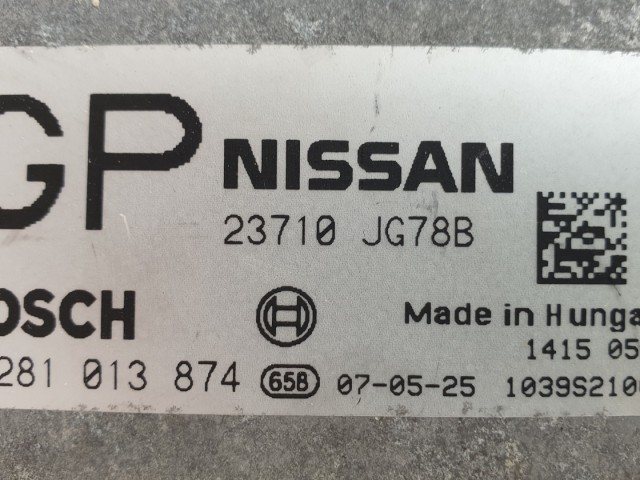 GP NISSAN
23710 JG78B
OSCH
Made in Hunga
1415 05
281 013 874 65B 07-05-25 1039S210